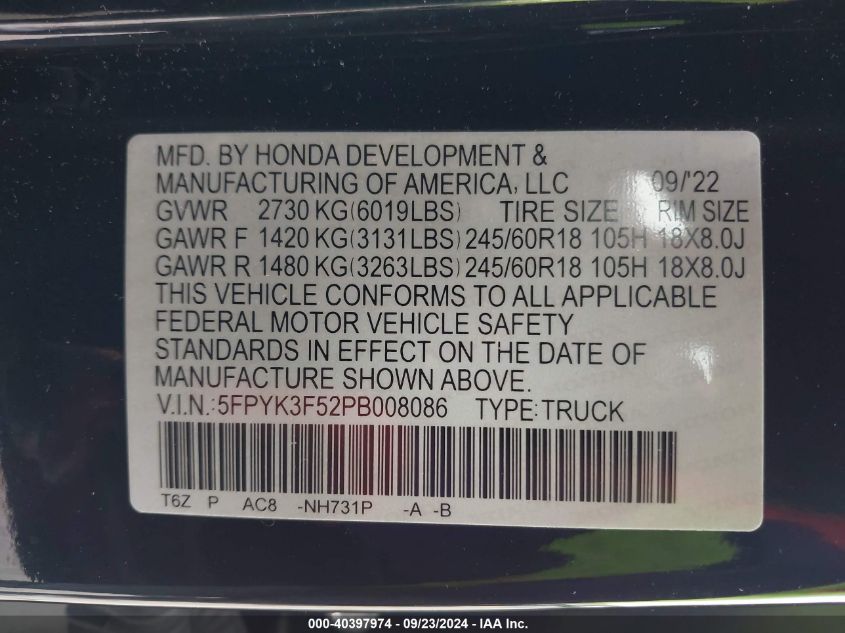 MFD. BY HONDA DEVELOPMENT &
MANUFACTURING OF AMERICA, LLC 09/'22
GVWR 2730 KG(6019LBS) TIRE SIZE RIM SIZE
GAWR F 1420 KG(3131LBS) 245/60R18 105H 18X8.0J
GAWR R 1480 KG(3263LBS) 245/60R18 105H 18X8.0J
THIS VEHICLE CONFORMS TO ALL APPLICABLE
FEDERAL MOTOR VEHICLE SAFETY
STANDARDS IN EFFECT ON THE DATE OF
MANUFACTURE SHOWN ABOVE.
V.I.N.:5FPYK3F52PB008086 TYPE:TRUCK
T6Z P AC8 -NH731P -A -B
000-40397974 - 09/23/2024 - IAA Inc.